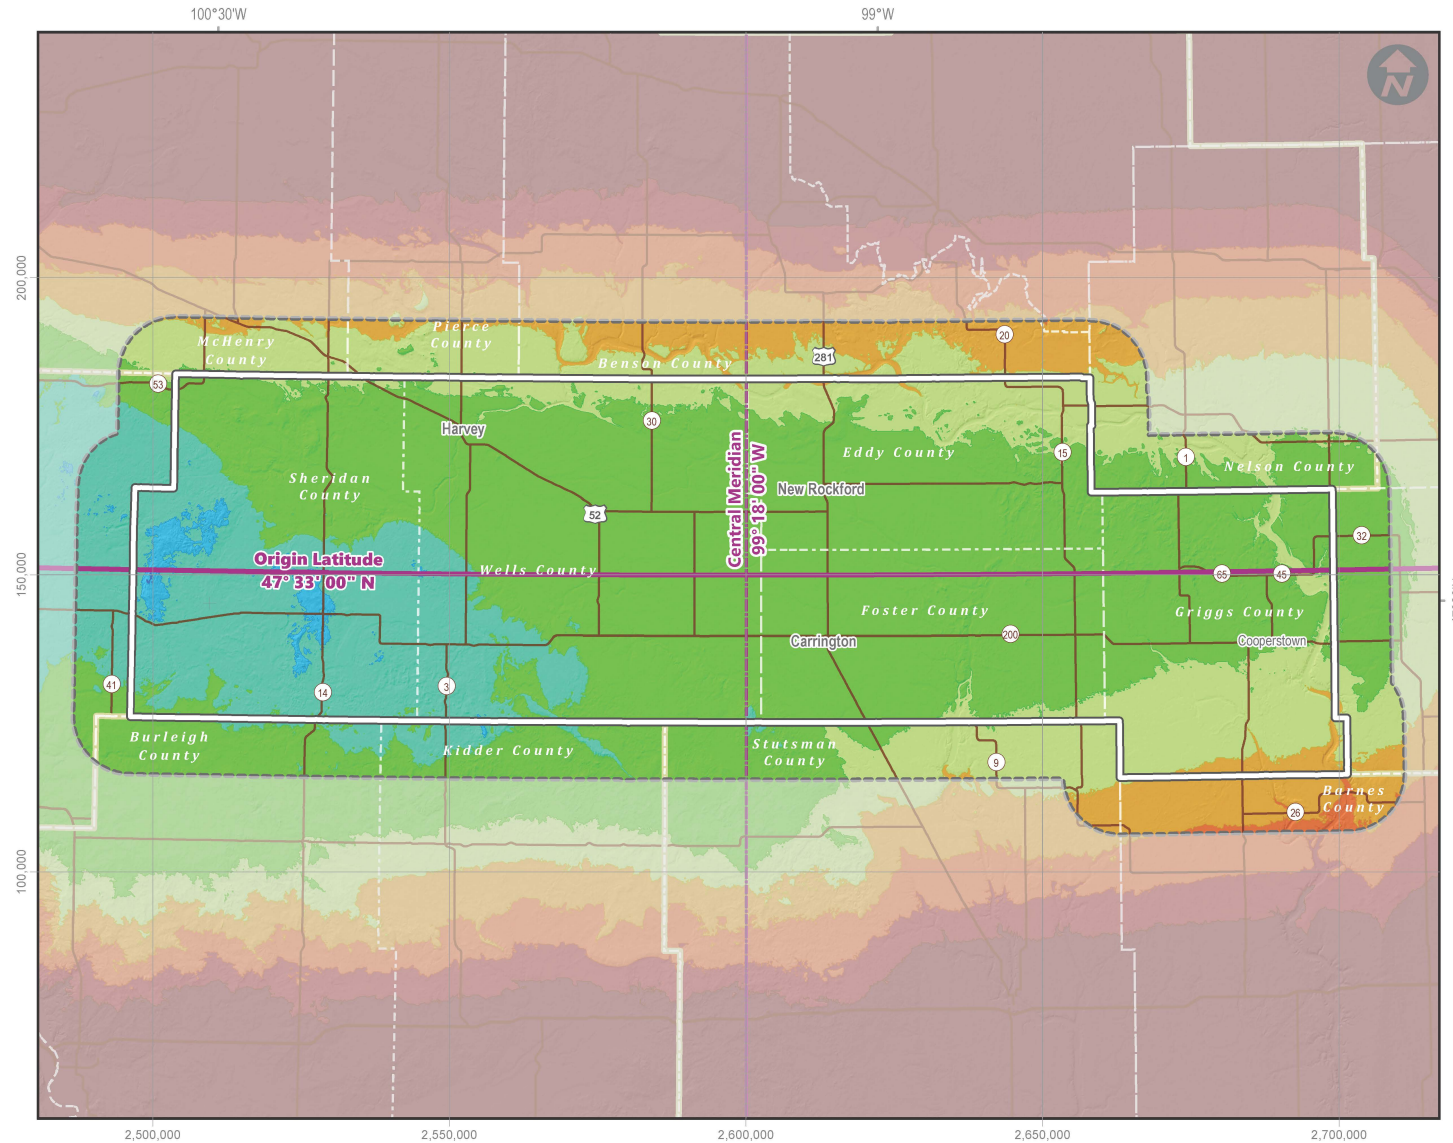 100°30'W
99°W
N
200,000
150,000
100,000
McHenry
County
Pierce
County
Benson County
20
281
53
30
Harvey
15
Eddy County
1
Nelson County
Sheridan
County
New Rockford
Central Meridian
99° 18' 00" W
52
32
Origin Latitude
47° 33' 00" N
Wells County
65
45
Foster County
Griggs County
Carrington
200
Cooperstown
41
14
3
Burleigh
County
Kidder County
Stutsman
County
9
Barnes
County
26
2,500,000
2,550,000
2,600,000
2,650,000
2,700,000